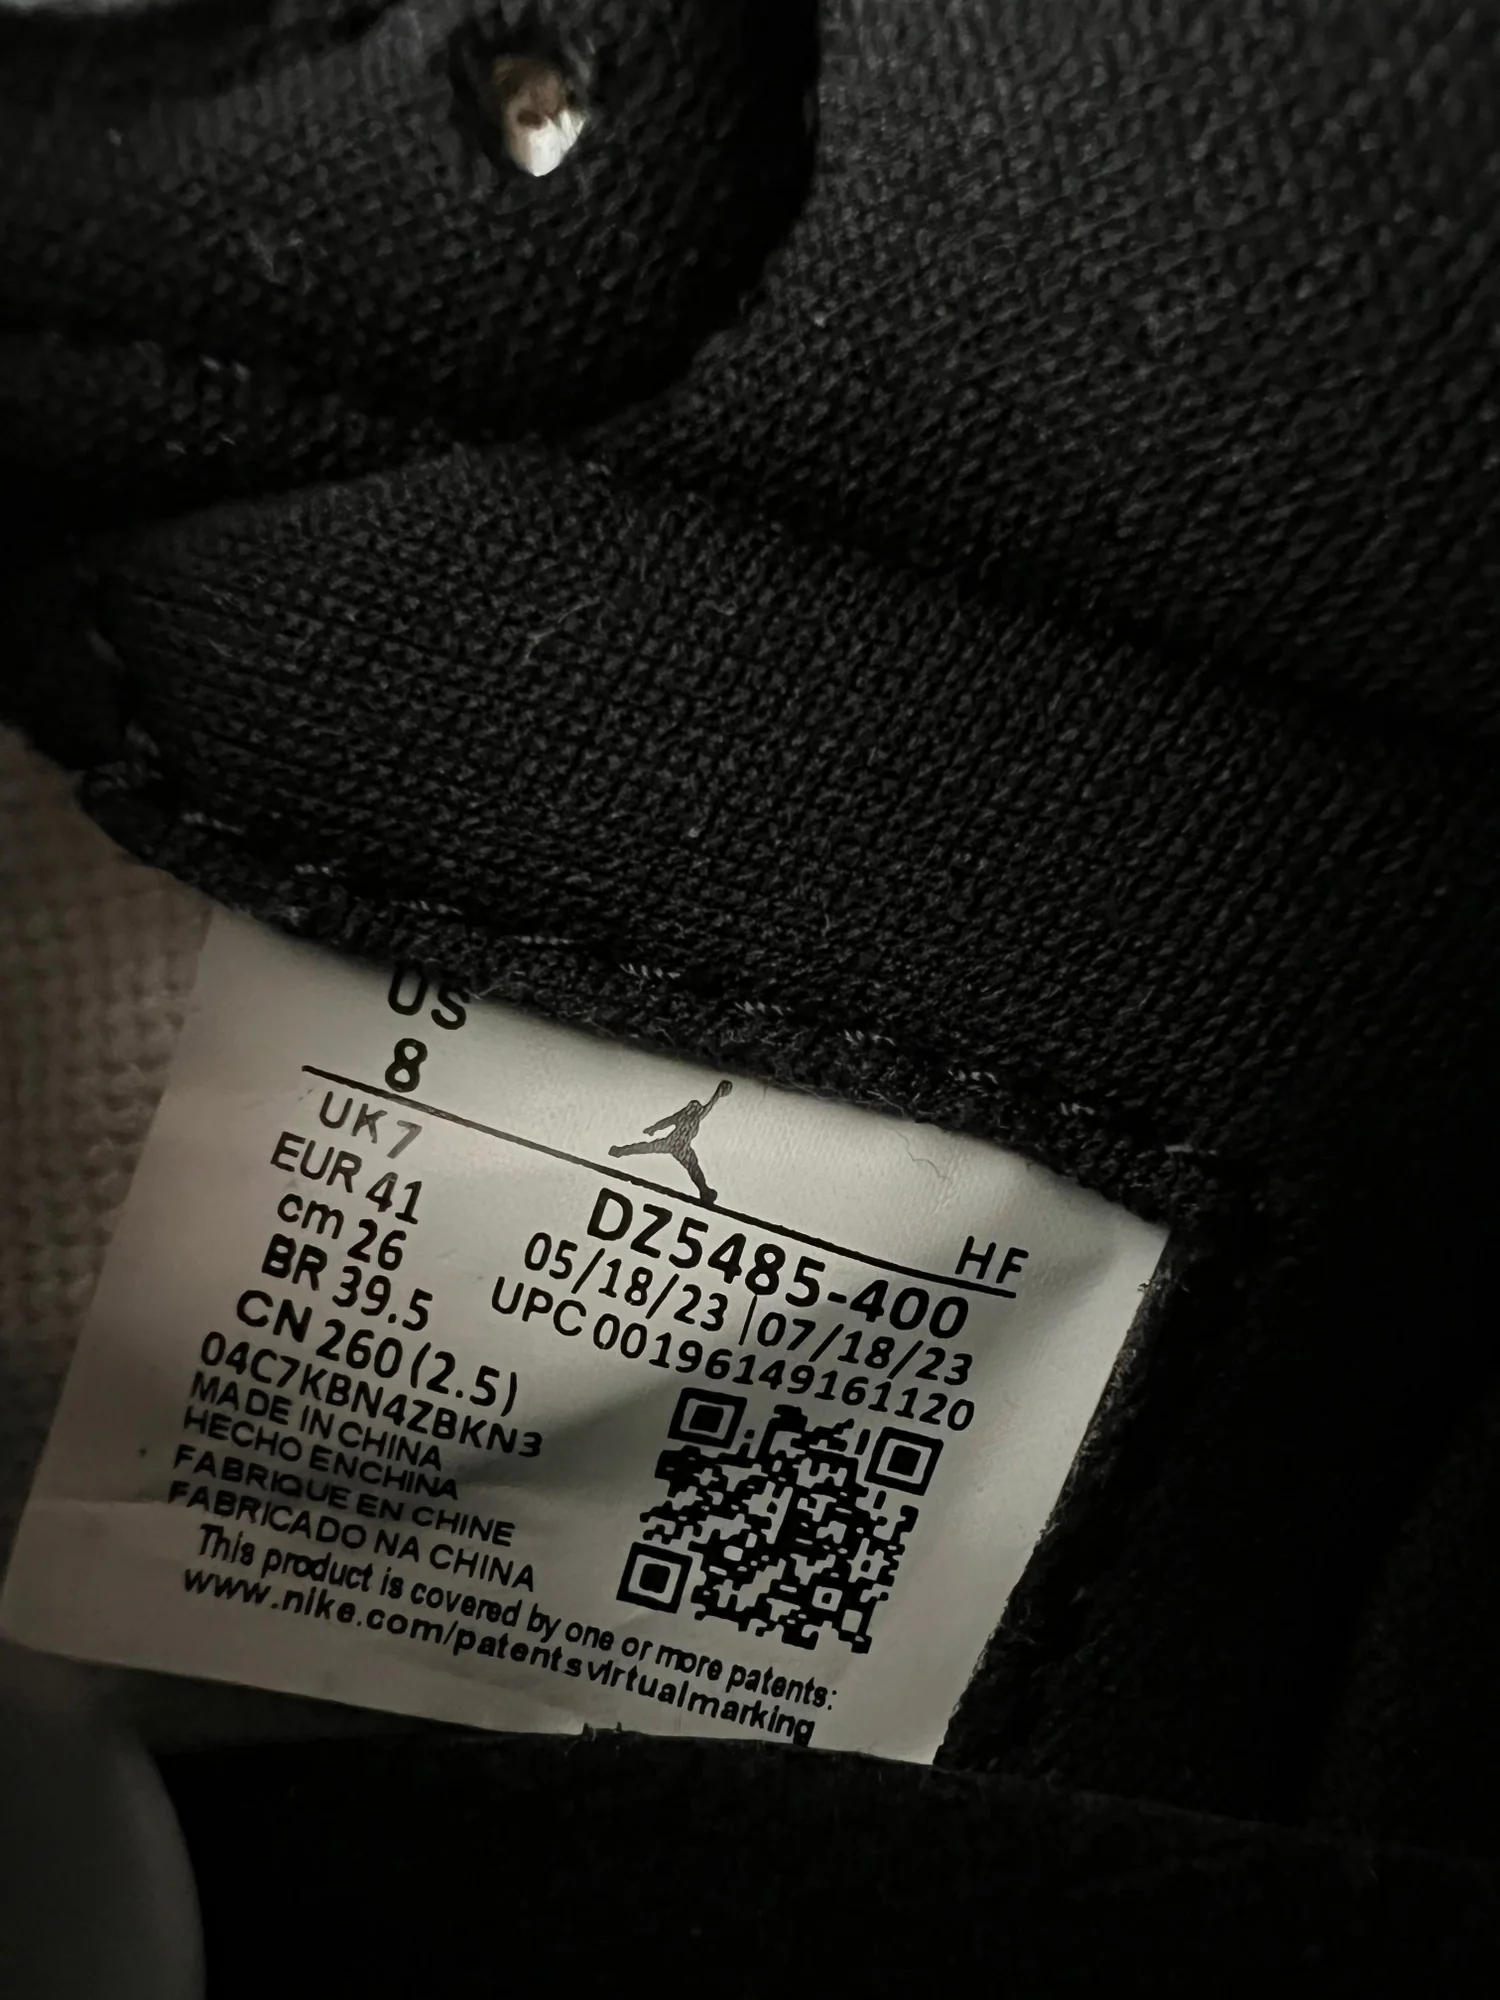 US
8
HF
UK 7
EUR 41
cm 26
BR 39.5
CN 260 (2.5)
04C7KBN4ZBKN3
MADE IN CHINA
HECHO EN CHINA
FABRIQUE EN CHINE
FABRICADO NA CHINA
DZ5485-400
05/18/23 | 07/18/23
UPC 00196149161120
This product is covered by one or more patents:
www.nike.com/patentsvirtualmarking